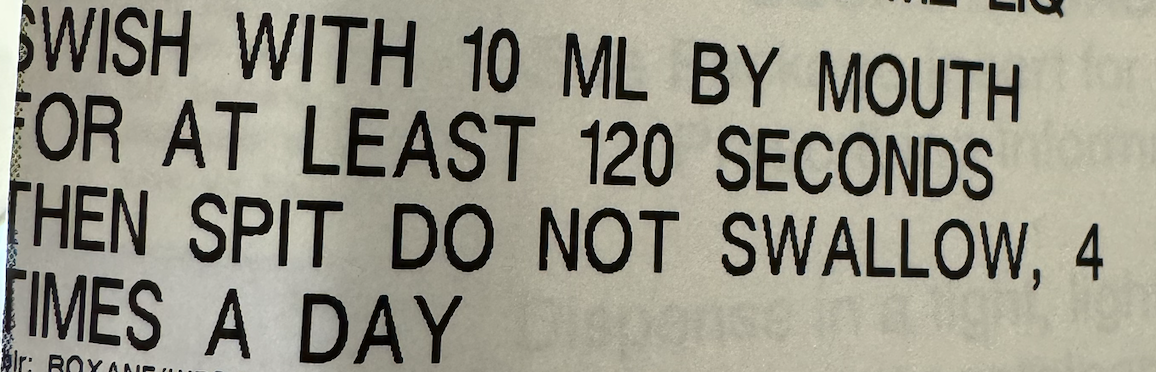 LIQ
SWISH WITH 10 ML BY MOUTH
FOR AT LEAST 120 SECONDS
THEN SPIT DO NOT SWALLOW, 4
TIMES A DAY